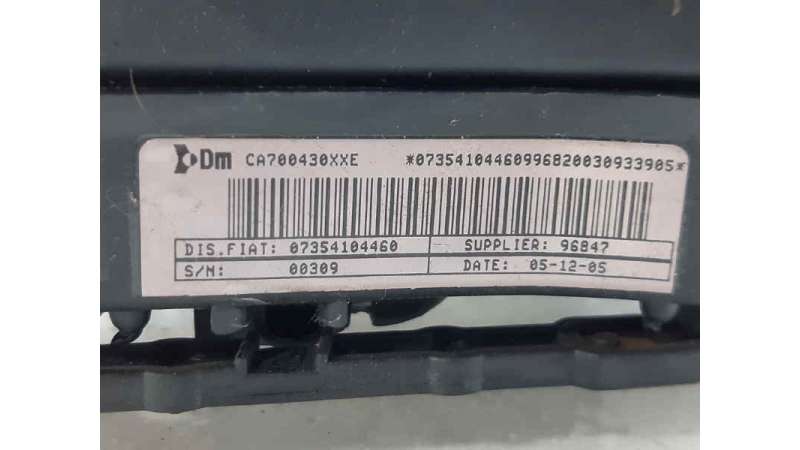 Dm CA700430XXE *07354104460996820030933905*
DIS.FIAT: 07354104460 SUPPLIER: 96847
S/N: 00309 DATE: 05-12-05